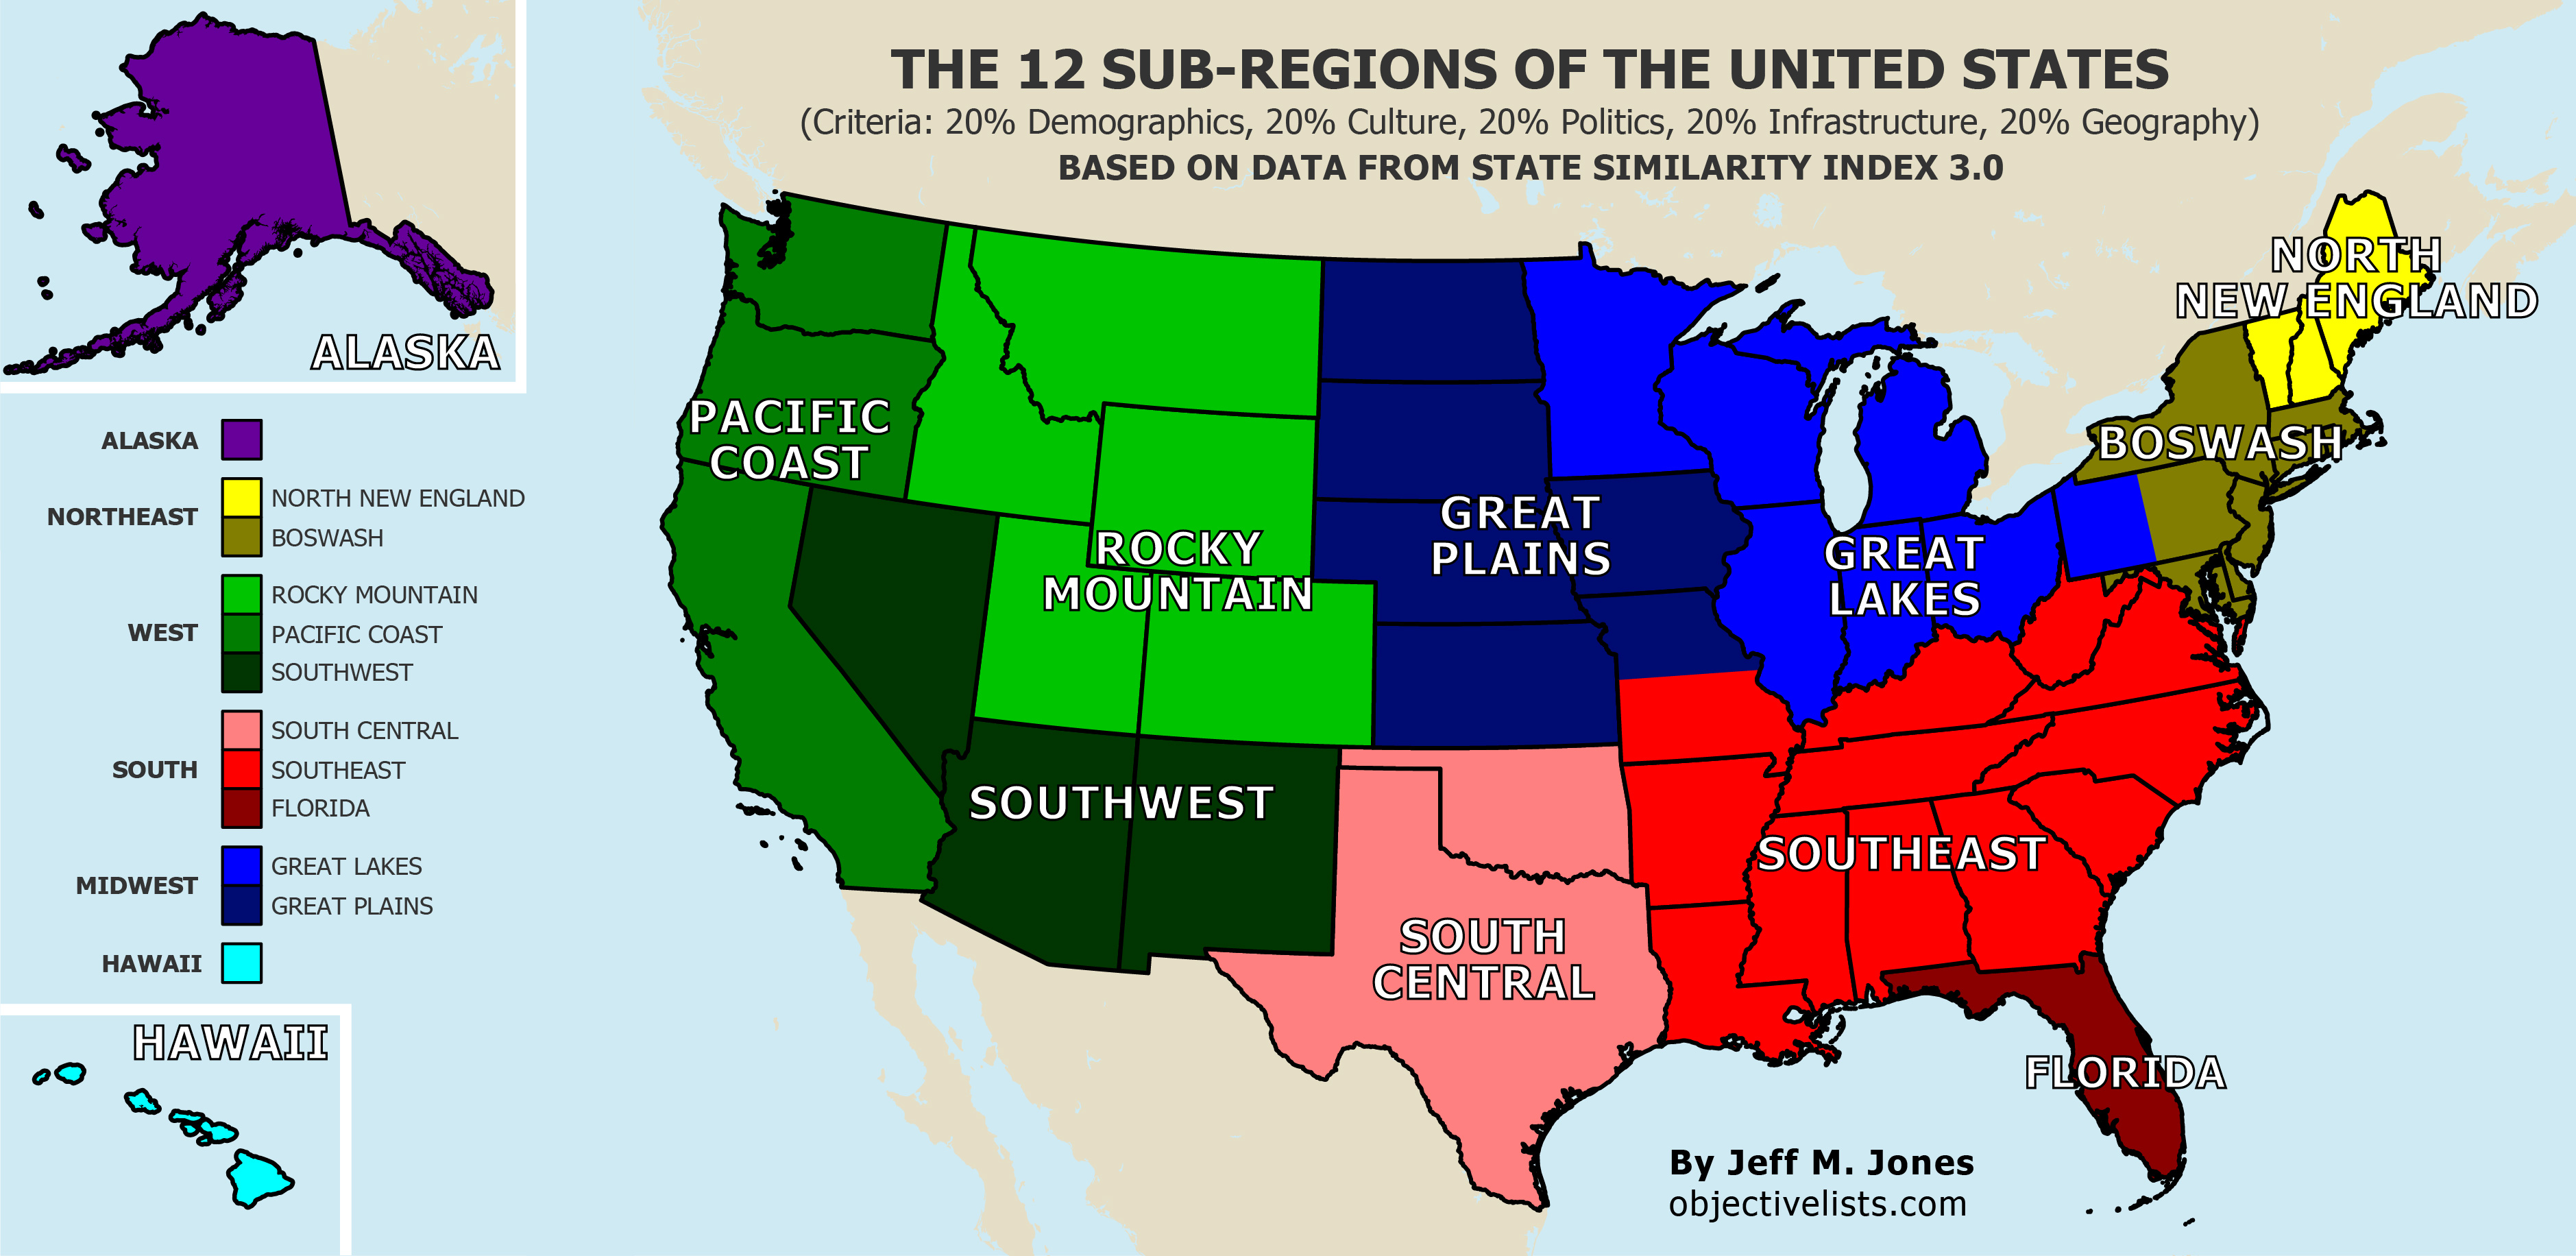 THE 12 SUB-REGIONS OF THE UNITED STATES
(Criteria: 20% Demographics, 20% Culture, 20% Politics, 20% Infrastructure, 20% Geography)
BASED ON DATA FROM STATE SIMILARITY INDEX 3.0
ALASKA
ALASKA
NORTHEAST
NORTH NEW ENGLAND
BOSWASH
WEST
ROCKY MOUNTAIN
PACIFIC COAST
SOUTHWEST
SOUTH
SOUTH CENTRAL
SOUTHEAST
FLORIDA
MIDWEST
GREAT LAKES
GREAT PLAINS
HAWAII
HAWAII
PACIFIC
COAST
ROCKY
MOUNTAIN
SOUTHWEST
GREAT
PLAINS
GREAT
LAKES
NORTH
NEW ENGLAND
BOSWASH
SOUTHEAST
SOUTH
CENTRAL
FLORIDA
By Jeff M. Jones
objectivelists.com